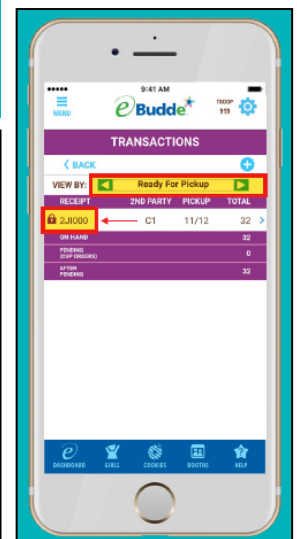 9:41 AM
MENU
eBudde
TROOP
919
TRANSACTIONS
< BACK
VIEW BY: Ready For Pickup
RECEIPT 2ND PARTY PICKUP TOTAL
2JI000 C1 11/12 32 >
ON HAND 32
PENDING
(CUP ORDERS) 0
AFTER
PENDING 32
DASHBOARD GIRLS COOKIES BOOTHS HELP